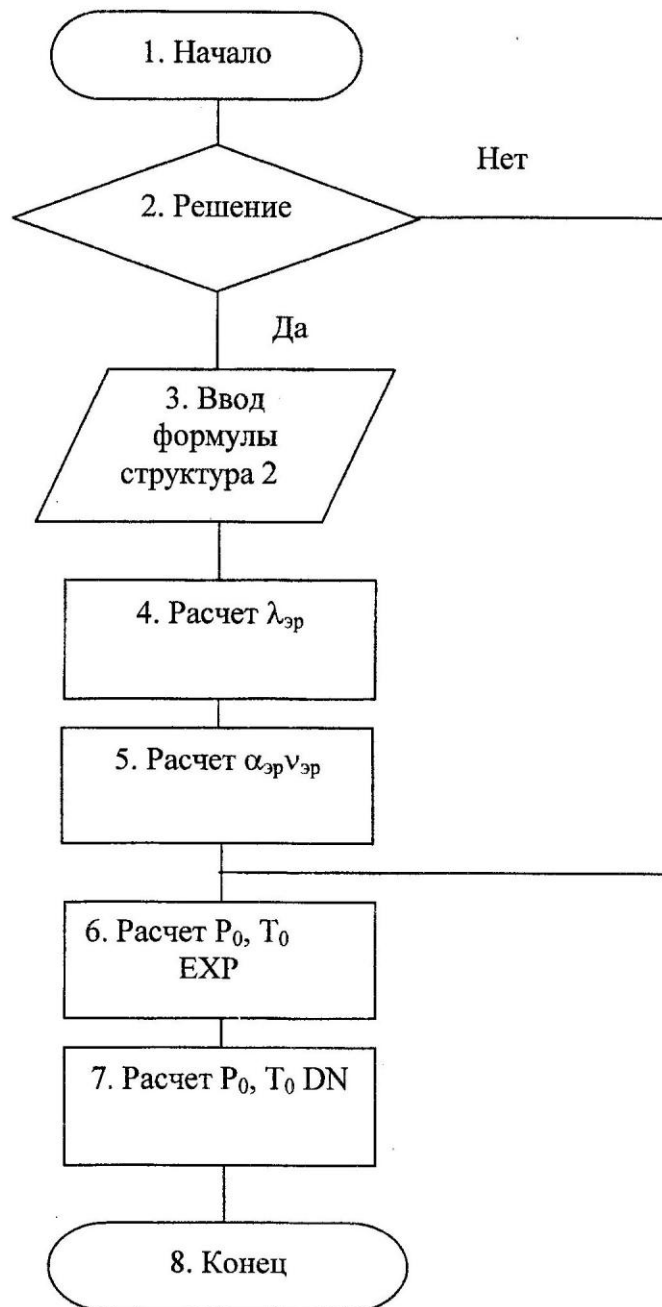 1. Начало
Нет
2. Решение
Да
3. Ввод
формулы
структура 2
4. Расчет λэр
5. Расчет αэрνэр
6. Расчет P₀, T₀
EXP
7. Расчет P₀, T₀ DN
8. Конец